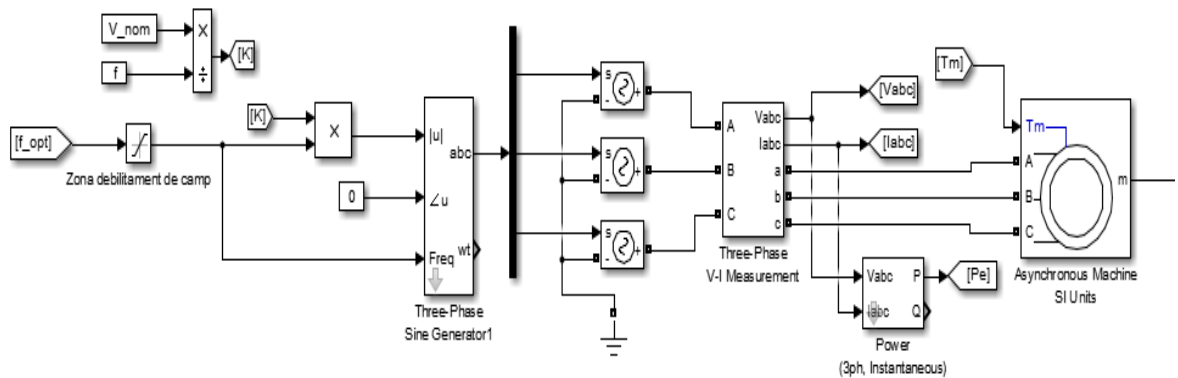 V_nom
×
f
÷
[K]
[K]
×
[f_opt]
Zona debilitament de camp
0
|u|
abc
∠u
wt
Freq
Three-Phase
Sine Generator1
s
-
+
s
-
+
s
-
+
A
B
C
Vabc
Iabc
a
b
c
Three-Phase
V-I Measurement
[Vabc]
[Iabc]
Vabc
P
Iabc
Q
Power
(3ph, Instantaneous)
[Pe]
[Tm]
Tm
A
B
C
m
Asynchronous Machine
SI Units